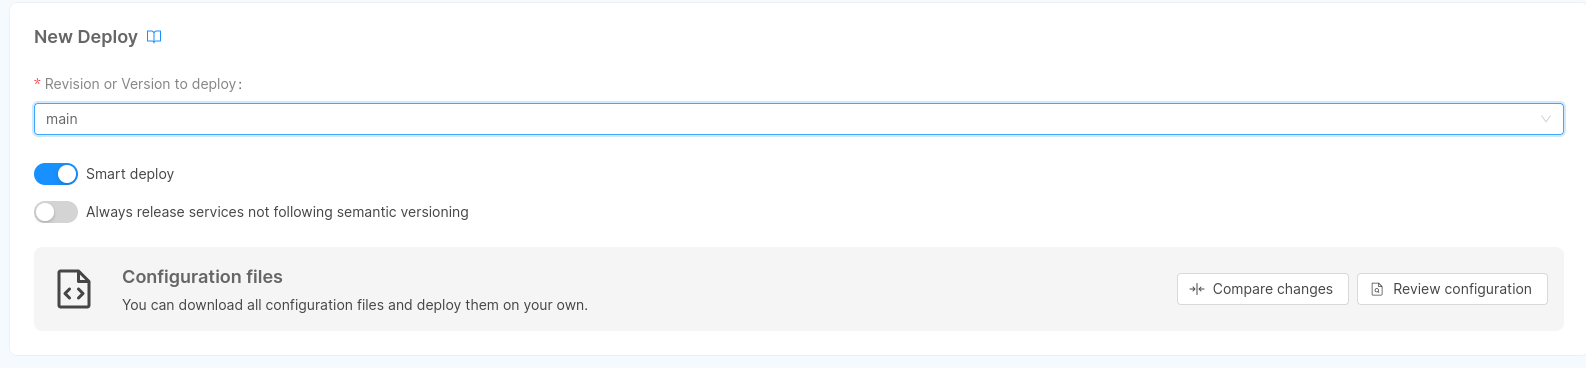 New Deploy
* Revision or Version to deploy:
main
Smart deploy
Always release services not following semantic versioning
Configuration files
You can download all configuration files and deploy them on your own.
Compare changes
Review configuration